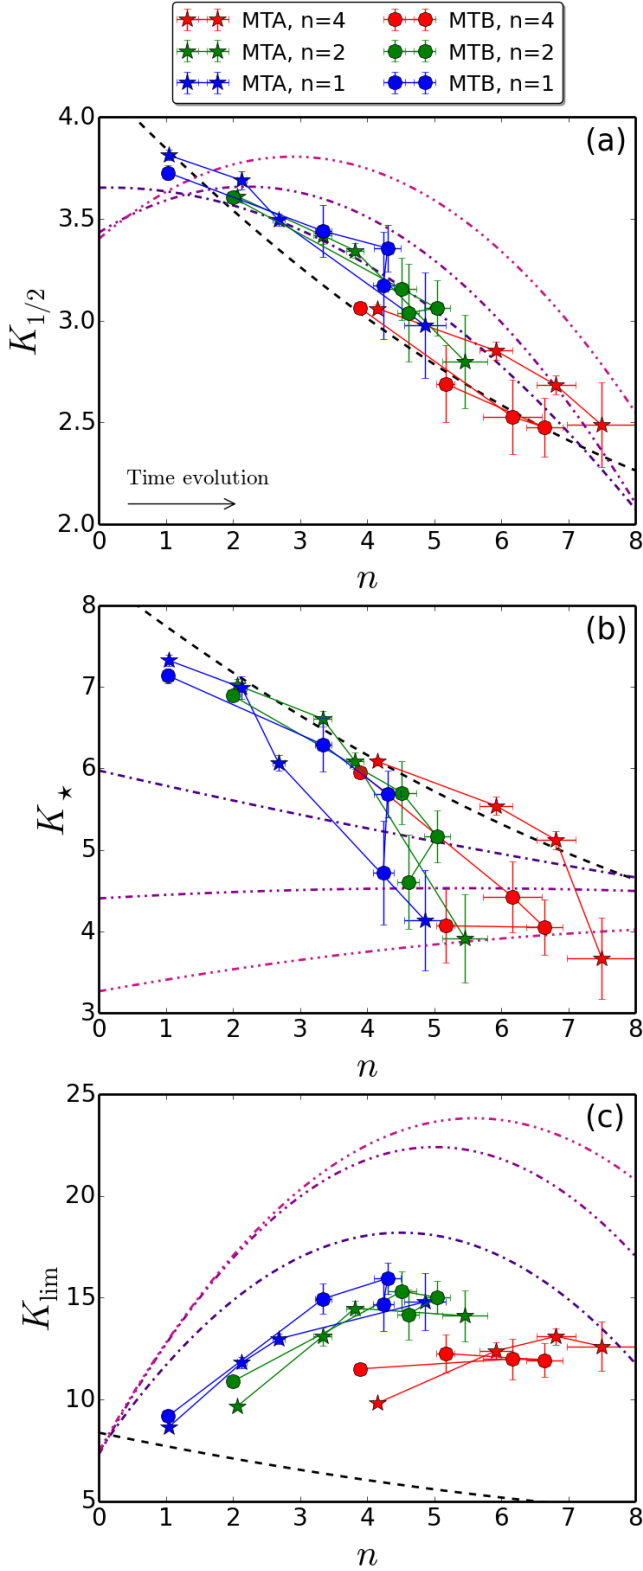 MTA, n=4 MTB, n=4
MTA, n=2 MTB, n=2
MTA, n=1 MTB, n=1
(a)
4.0
3.5
3.0
2.5
2.0
K1/2
Time evolution
0 1 2 3 4 5 6 7 8
n
(b)
8
7
6
5
4
3
K⋆
0 1 2 3 4 5 6 7 8
n
(c)
25
20
15
10
5
Klim
0 1 2 3 4 5 6 7 8
n